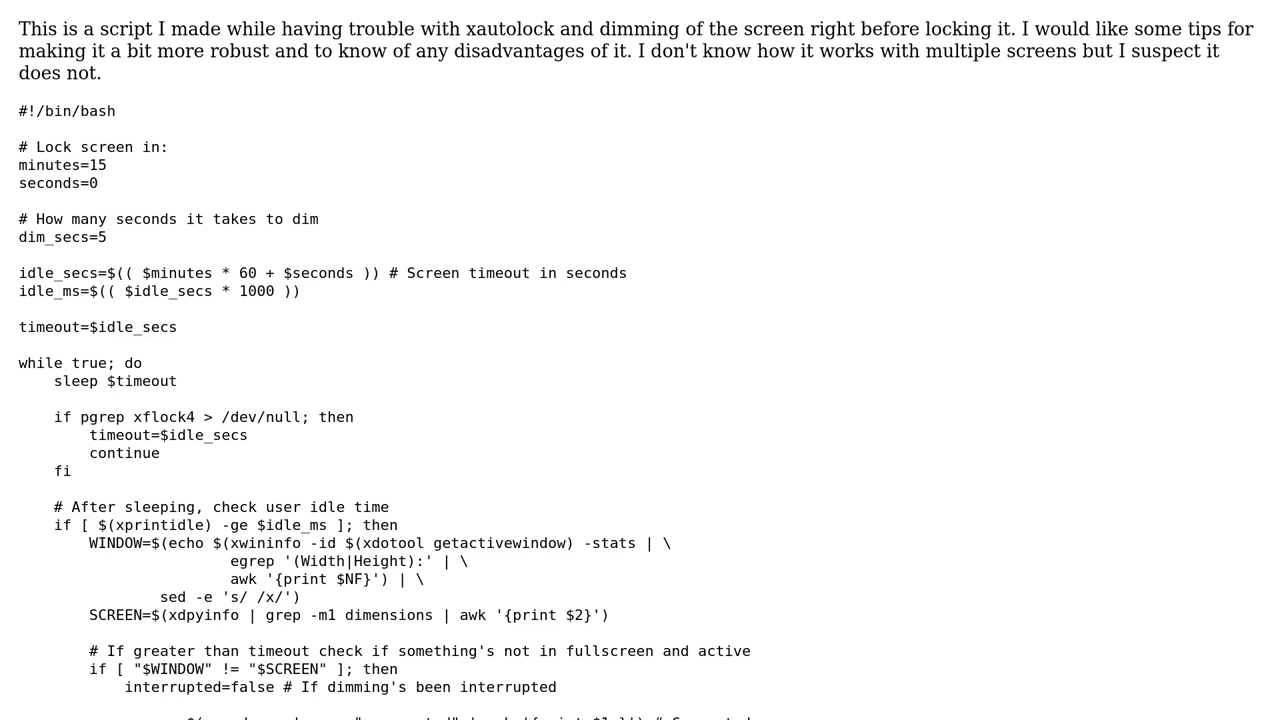 This is a script I made while having trouble with xautolock and dimming of the screen right before locking it. I would like some tips for
making it a bit more robust and to know of any disadvantages of it. I don't know how it works with multiple screens but I suspect it
does not.
#!/bin/bash
# Lock screen in:
minutes=15
seconds=0
# How many seconds it takes to dim
dim_secs=5
idle_secs=$(( $minutes * 60 + $seconds )) # Screen timeout in seconds
idle_ms=$(( $idle_secs * 1000 ))
timeout=$idle_secs
while true; do
    sleep $timeout
    if pgrep xflock4 > /dev/null; then
        timeout=$idle_secs
        continue
    fi
    # After sleeping, check user idle time
    if [ $(xprintidle) -ge $idle_ms ]; then
        WINDOW=$(echo $(xwininfo -id $(xdotool getactivewindow) -stats | \
                        egrep '(Width|Height):' | \
                        awk '{print $NF}') | \
                sed -e 's/ /x/')
        SCREEN=$(xdpyinfo | grep -m1 dimensions | awk '{print $2}')
        # If greater than timeout check if something's not in fullscreen and active
        if [ "$WINDOW" != "$SCREEN" ]; then
            interrupted=false # If dimming's been interrupted